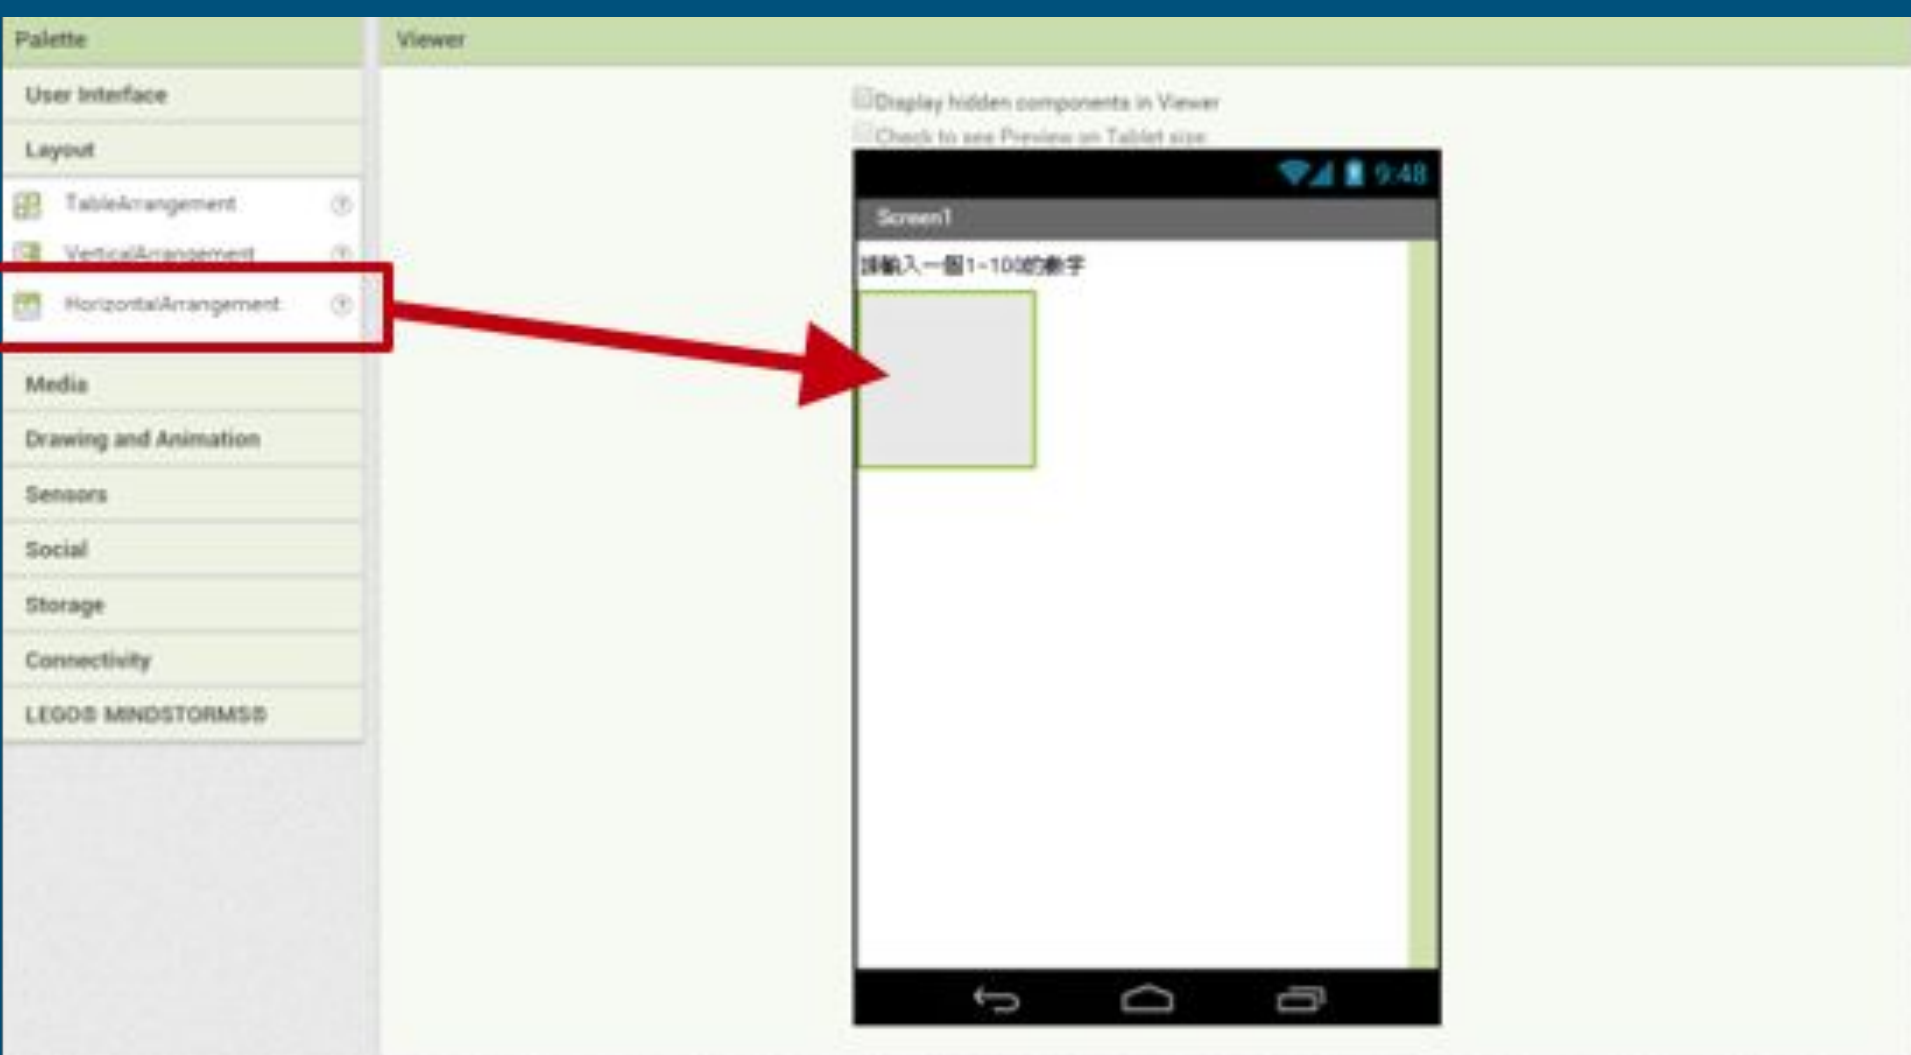 Palette
Viewer
User Interface
Layout
TableArrangement
VerticalArrangement
HorizontalArrangement
Media
Drawing and Animation
Sensors
Social
Storage
Connectivity
LEGO® MINDSTORMS®
Display hidden components in Viewer
Check to see Preview on Tablet size.
9:48
Screen1
請輸入一個1~100的數字